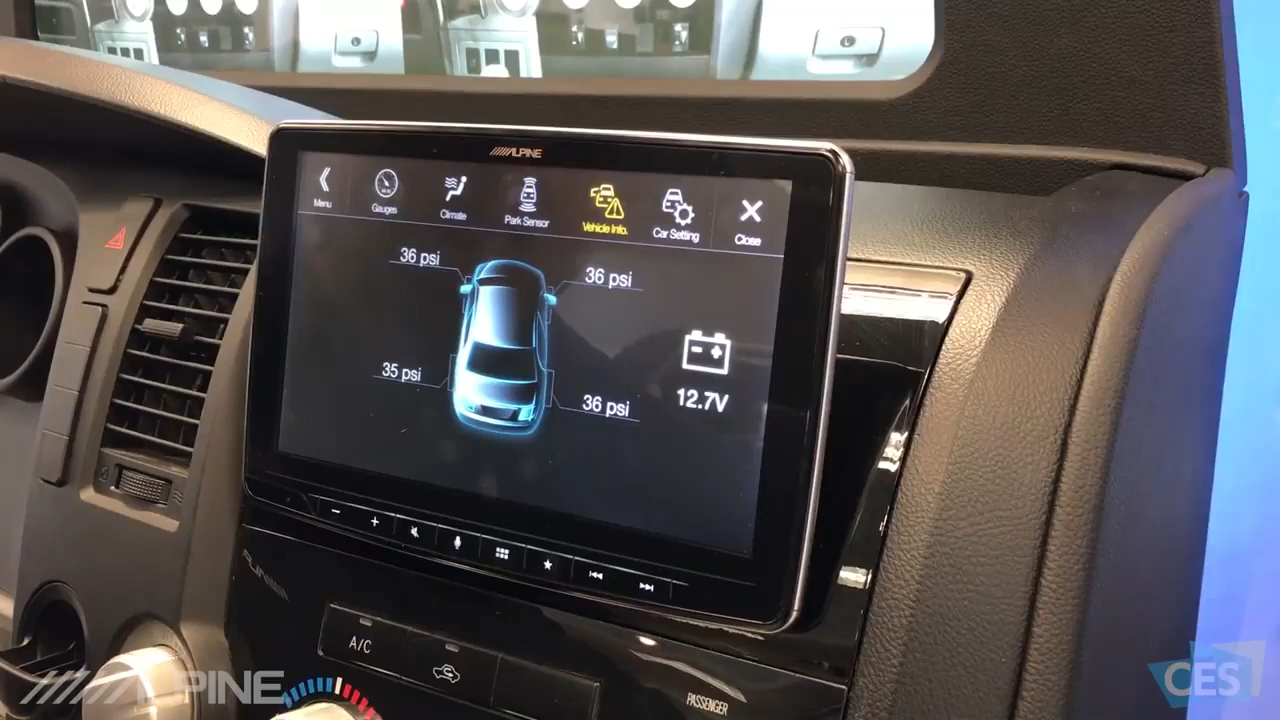 ALPINE
Menu
Gauges
Climate
Park Sensor
Vehicle Info.
Car Setting
Close
36 psi
36 psi
35 psi
36 psi
12.7V
A/C
PASSENGER
ALPINE
CES